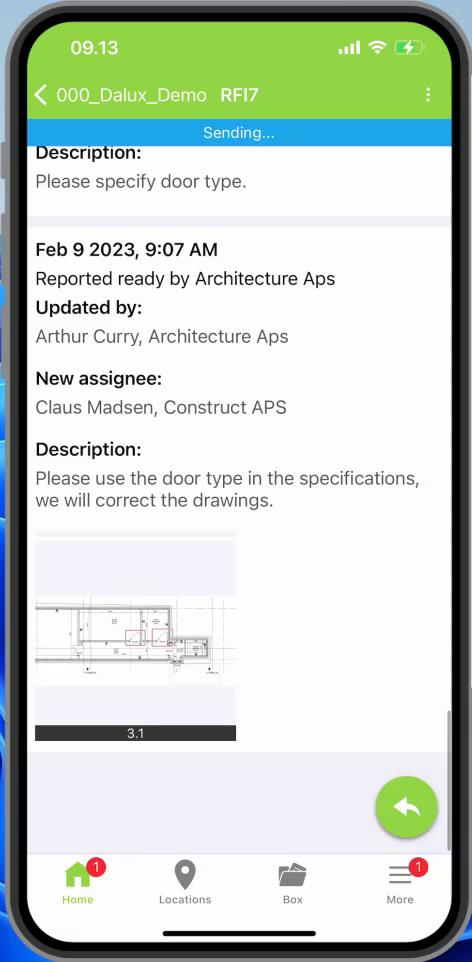 09.13
000_Dalux_Demo RFI7
Sending...
Description:
Please specify door type.
Feb 9 2023, 9:07 AM
Reported ready by Architecture Aps
Updated by:
Arthur Curry, Architecture Aps
New assignee:
Claus Madsen, Construct APS
Description:
Please use the door type in the specifications,
we will correct the drawings.
3.1
1
1
Home
Locations
Box
More